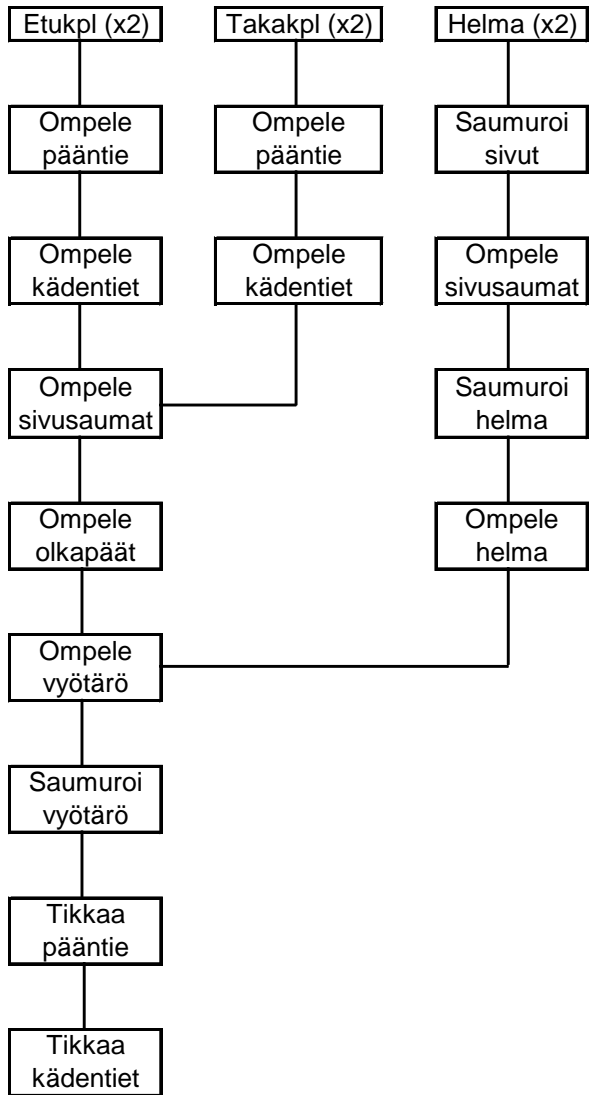 Etukpl (x2)
Takakpl (x2)
Helma (x2)
Ompele
pääntie
Ompele
pääntie
Saumuroi
sivut
Ompele
kädentiet
Ompele
kädentiet
Ompele
sivusaumat
Ompele
sivusaumat
Saumuroi
helma
Ompele
olkapäät
Ompele
helma
Ompele
vyötärö
Saumuroi
vyötärö
Tikkaa
pääntie
Tikkaa
kädentiet